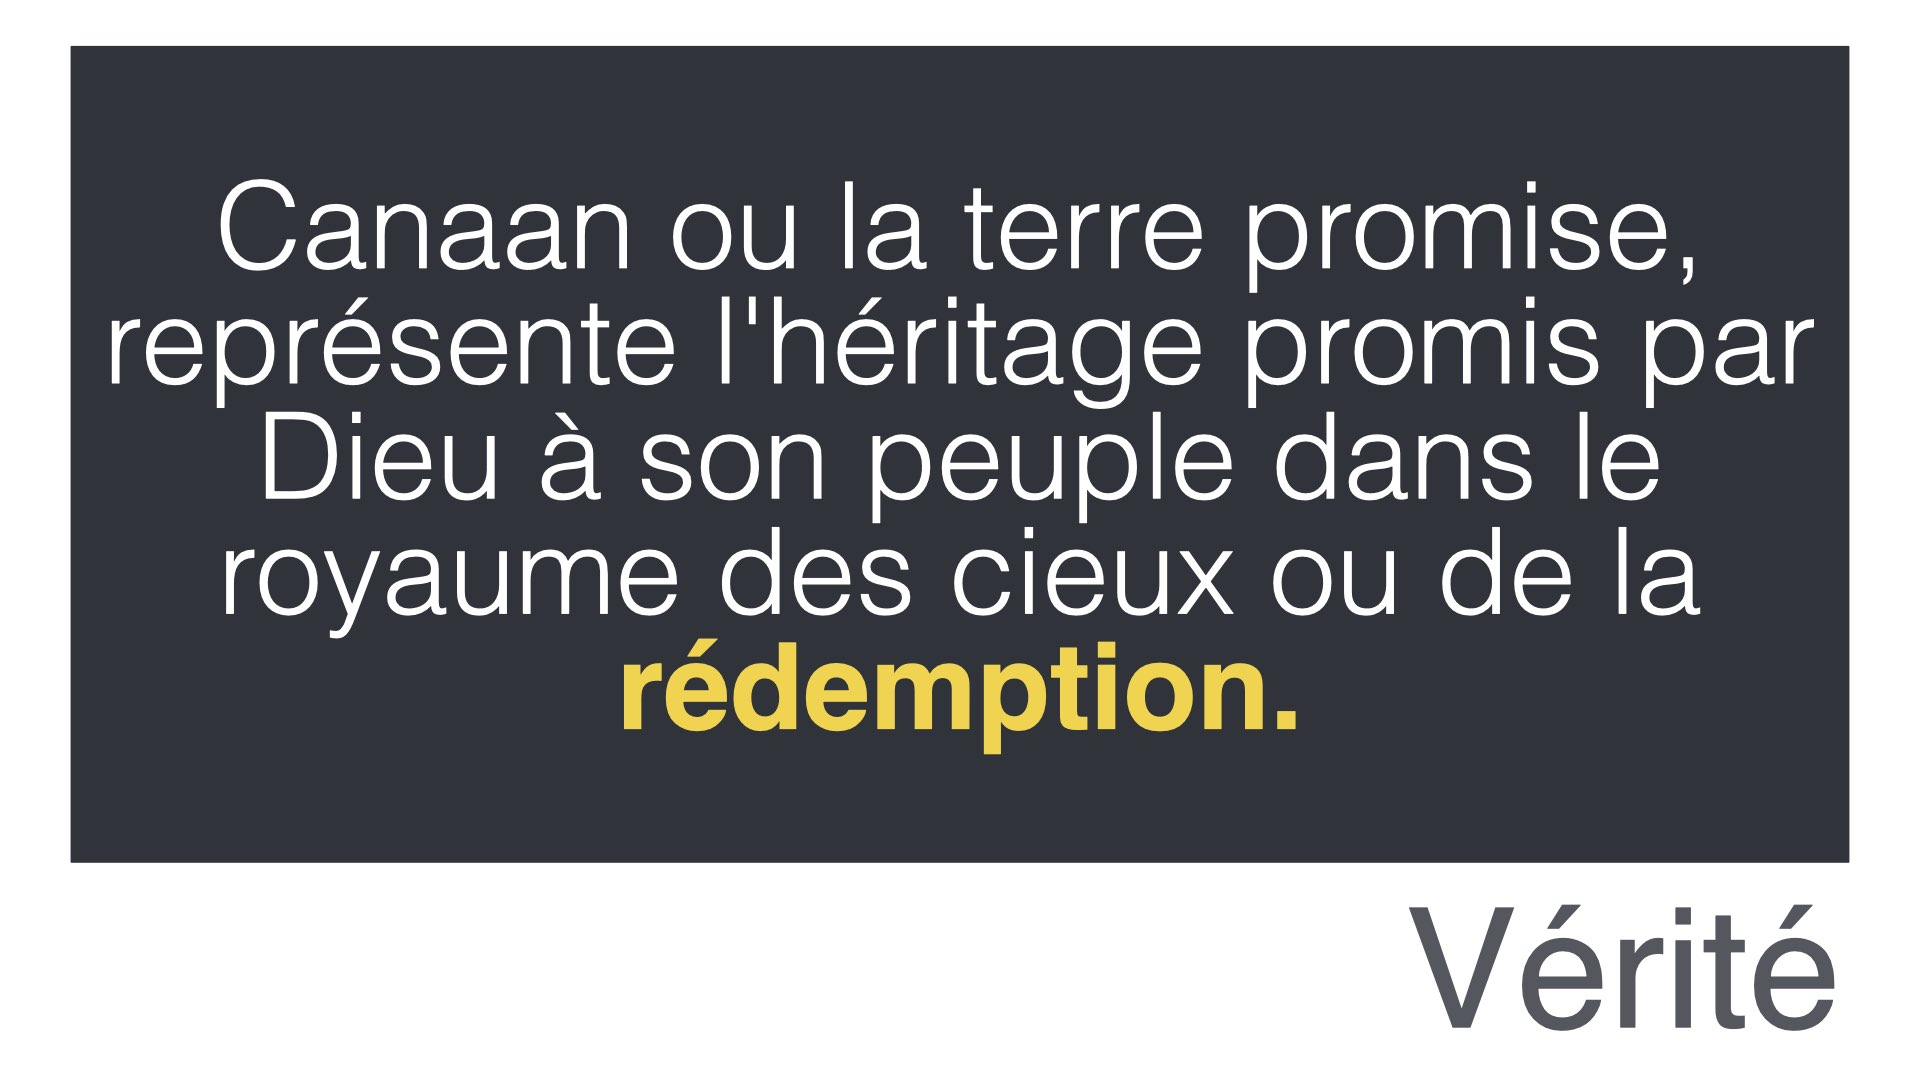 Canaan ou la terre promise,
représente l'héritage promis par
Dieu à son peuple dans le
royaume des cieux ou de la
rédemption.
Vérité